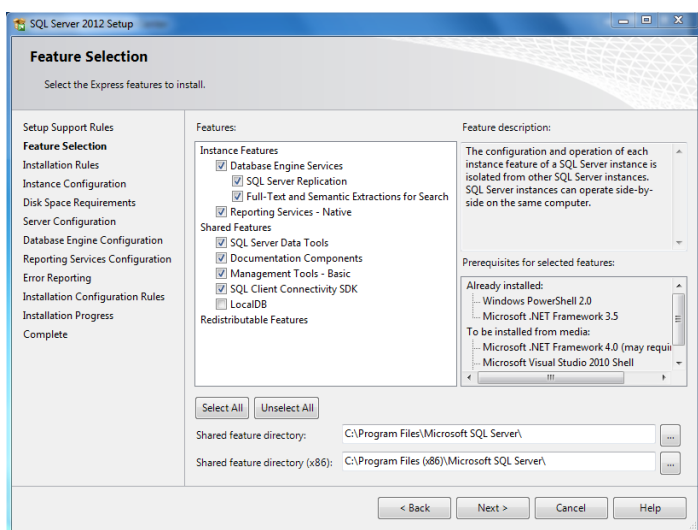 SQL Server 2012 Setup
Feature Selection
Select the Express features to install.
Setup Support Rules
Feature Selection
Installation Rules
Instance Configuration
Disk Space Requirements
Server Configuration
Database Engine Configuration
Reporting Services Configuration
Error Reporting
Installation Configuration Rules
Installation Progress
Complete
Features:
Instance Features
Database Engine Services
SQL Server Replication
Full-Text and Semantic Extractions for Search
Reporting Services - Native
Shared Features
SQL Server Data Tools
Documentation Components
Management Tools - Basic
SQL Client Connectivity SDK
LocalDB
Redistributable Features
Feature description:
The configuration and operation of each
instance feature of a SQL Server instance is
isolated from other SQL Server instances.
SQL Server instances can operate side-by-
side on the same computer.
Prerequisites for selected features:
Already installed:
Windows PowerShell 2.0
Microsoft .NET Framework 3.5
To be installed from media:
Microsoft .NET Framework 4.0 (may requi
Microsoft Visual Studio 2010 Shell
Select All Unselect All
Shared feature directory: C:\Program Files\Microsoft SQL Server\ ...
Shared feature directory (x86): C:\Program Files (x86)\Microsoft SQL Server\ ...
< Back Next > Cancel Help